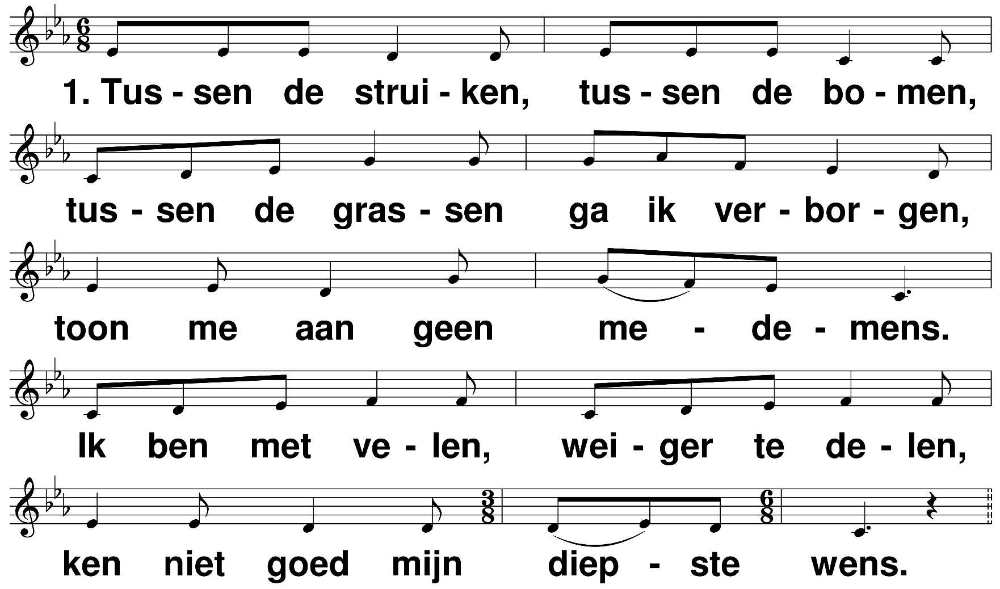 1. Tus - sen de strui - ken, tus - sen de bo - men,
tus - sen de gras - sen ga ik ver - bor - gen,
toon me aan geen me - de - mens.
Ik ben met ve - len, wei - ger te de - len,
ken niet goed mijn diep - ste wens.